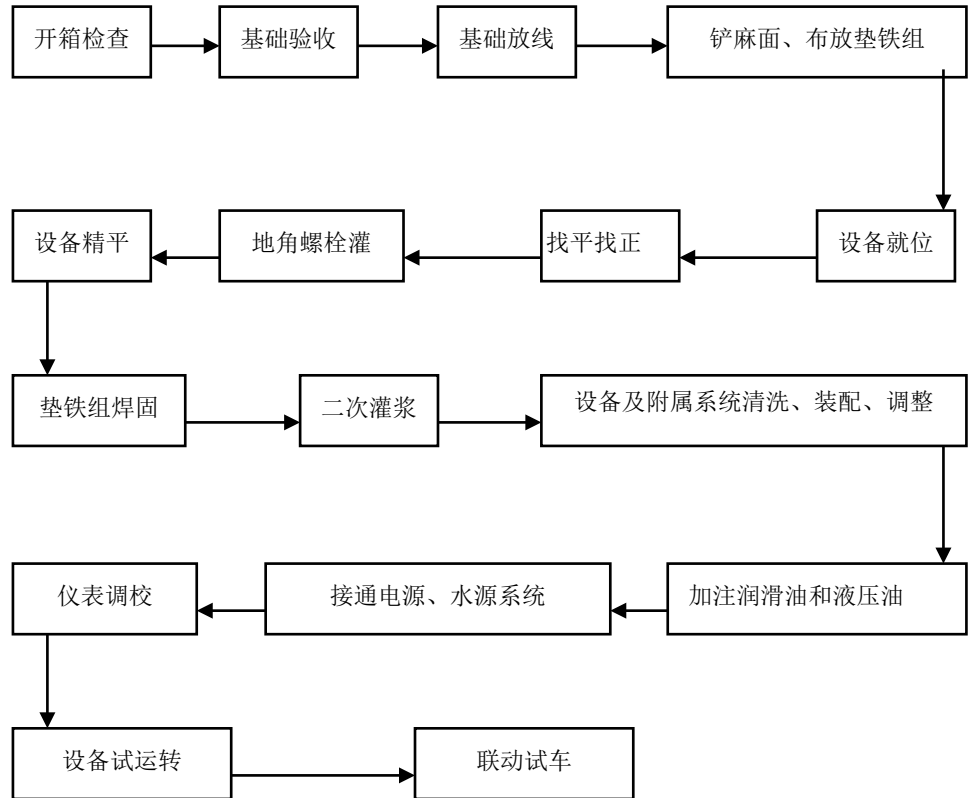 开箱检查
基础验收
基础放线
铲麻面、布放垫铁组
设备精平
地角螺栓灌
找平找正
设备就位
垫铁组焊固
二次灌浆
设备及附属系统清洗、装配、调整
仪表调校
接通电源、水源系统
加注润滑油和液压油
设备试运转
联动试车